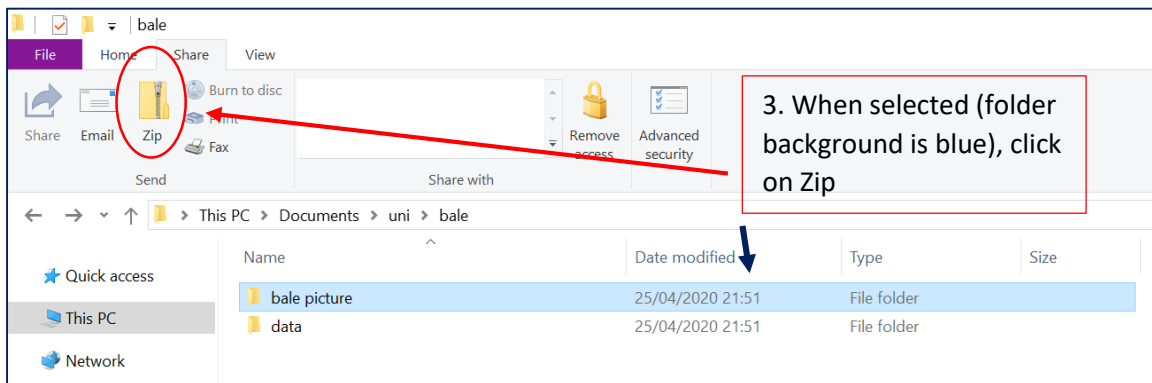 bale
File Home Share View
Share Email Zip Burn to disc Print Fax Remove access Advanced security
Send Share with
3. When selected (folder
background is blue), click
on Zip
This PC > Documents > uni > bale
Name Date modified Type Size
Quick access
bale picture 25/04/2020 21:51 File folder
This PC
data 25/04/2020 21:51 File folder
Network